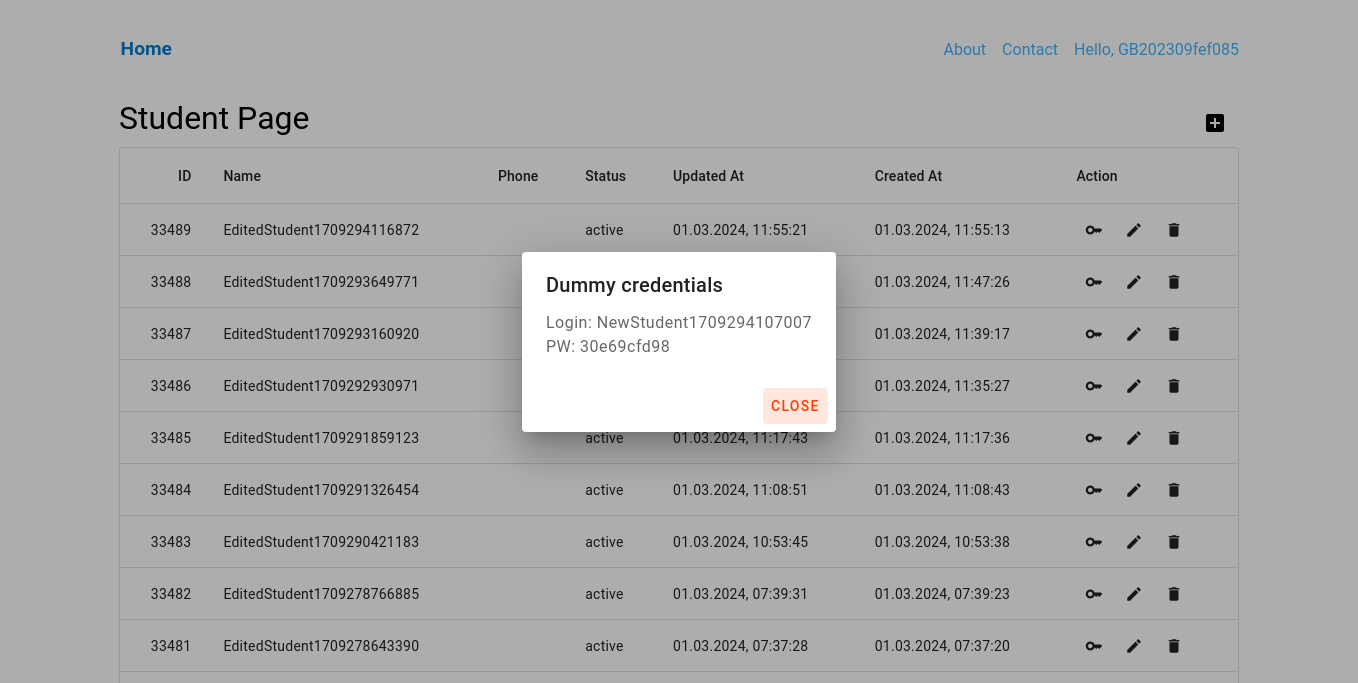 Home About Contact Hello, GB202309fef085
Student Page
ID Name Phone Status Updated At Created At Action
33489 EditedStudent1709294116872 active 01.03.2024, 11:55:21 01.03.2024, 11:55:13
33488 EditedStudent1709293649771 01.03.2024, 11:47:26
33487 EditedStudent1709293160920 01.03.2024, 11:39:17
33486 EditedStudent1709292930971 01.03.2024, 11:35:27
33485 EditedStudent1709291859123 active 01.03.2024, 11:17:43 01.03.2024, 11:17:36
33484 EditedStudent1709291326454 active 01.03.2024, 11:08:51 01.03.2024, 11:08:43
33483 EditedStudent1709290421183 active 01.03.2024, 10:53:45 01.03.2024, 10:53:38
33482 EditedStudent1709278766885 active 01.03.2024, 07:39:31 01.03.2024, 07:39:23
33481 EditedStudent1709278643390 active 01.03.2024, 07:37:28 01.03.2024, 07:37:20
Dummy credentials
Login: NewStudent1709294107007
PW: 30e69cfd98
CLOSE